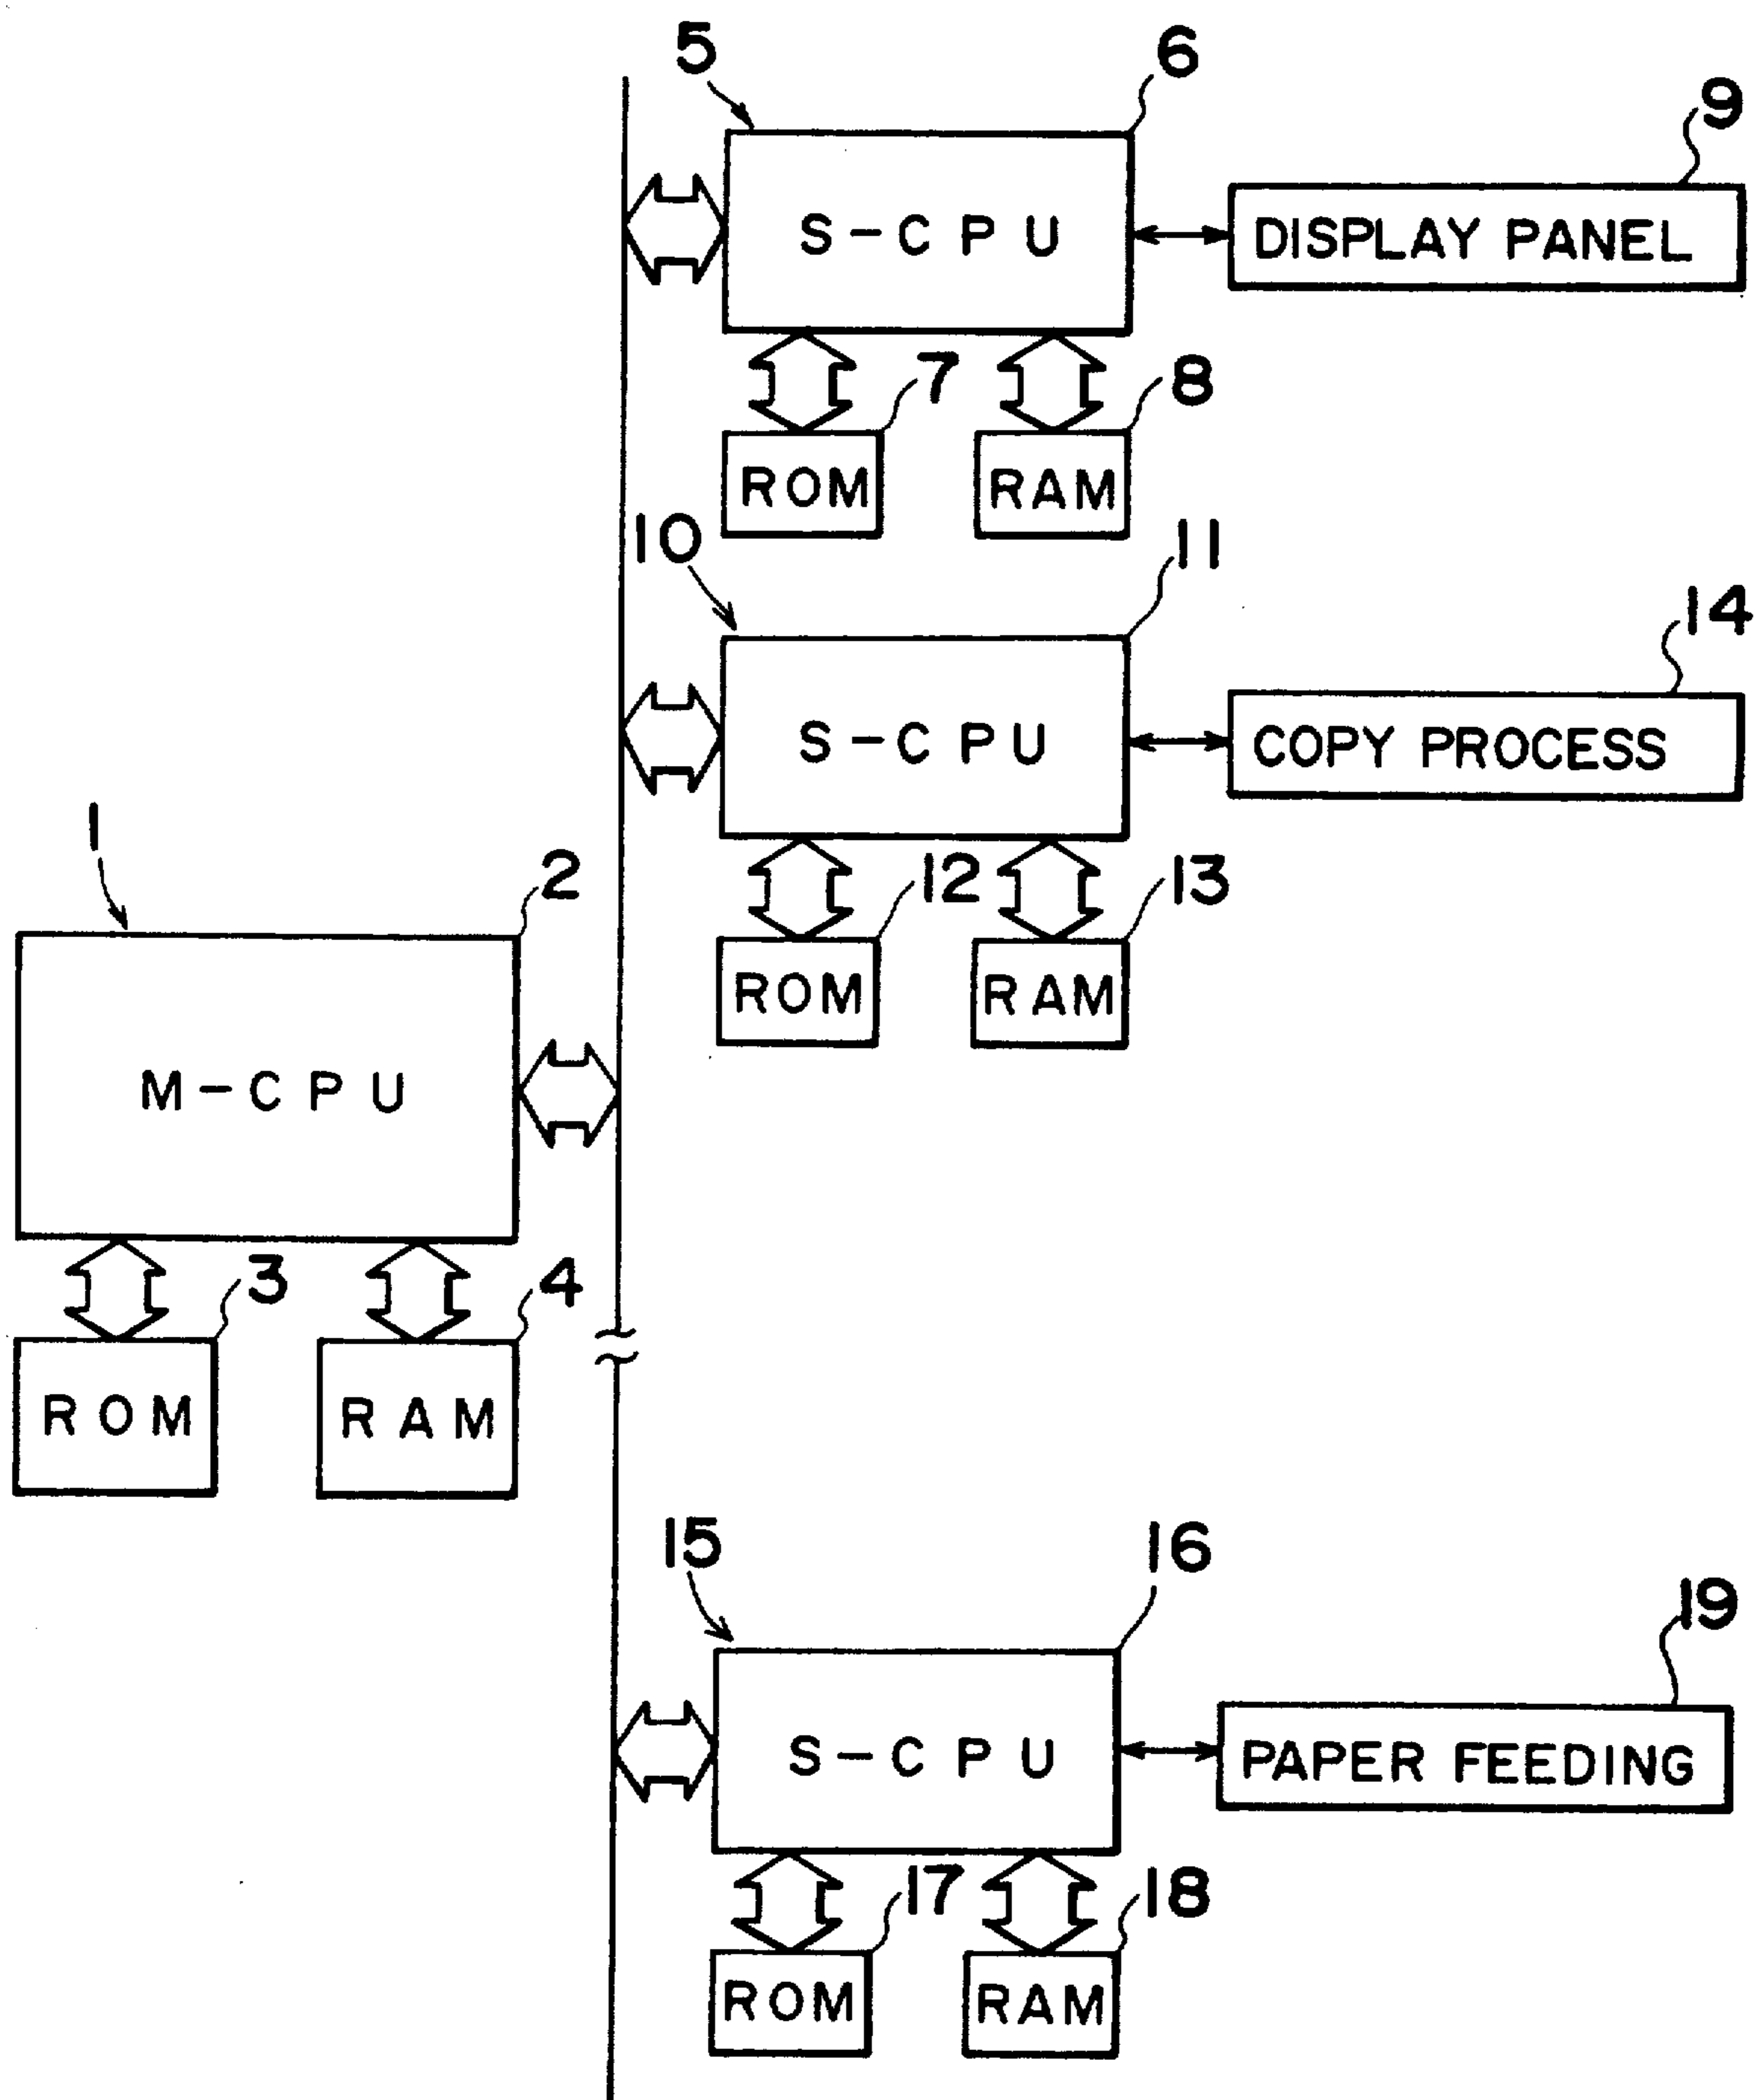 5
6
9
S-CPU
DISPLAY PANEL
7
8
ROM
RAM
10
11
14
S-CPU
COPY PROCESS
1
2
12
13
ROM
RAM
M-CPU
3
4
ROM
RAM
15
16
19
S-CPU
PAPER FEEDING
17
18
ROM
RAM